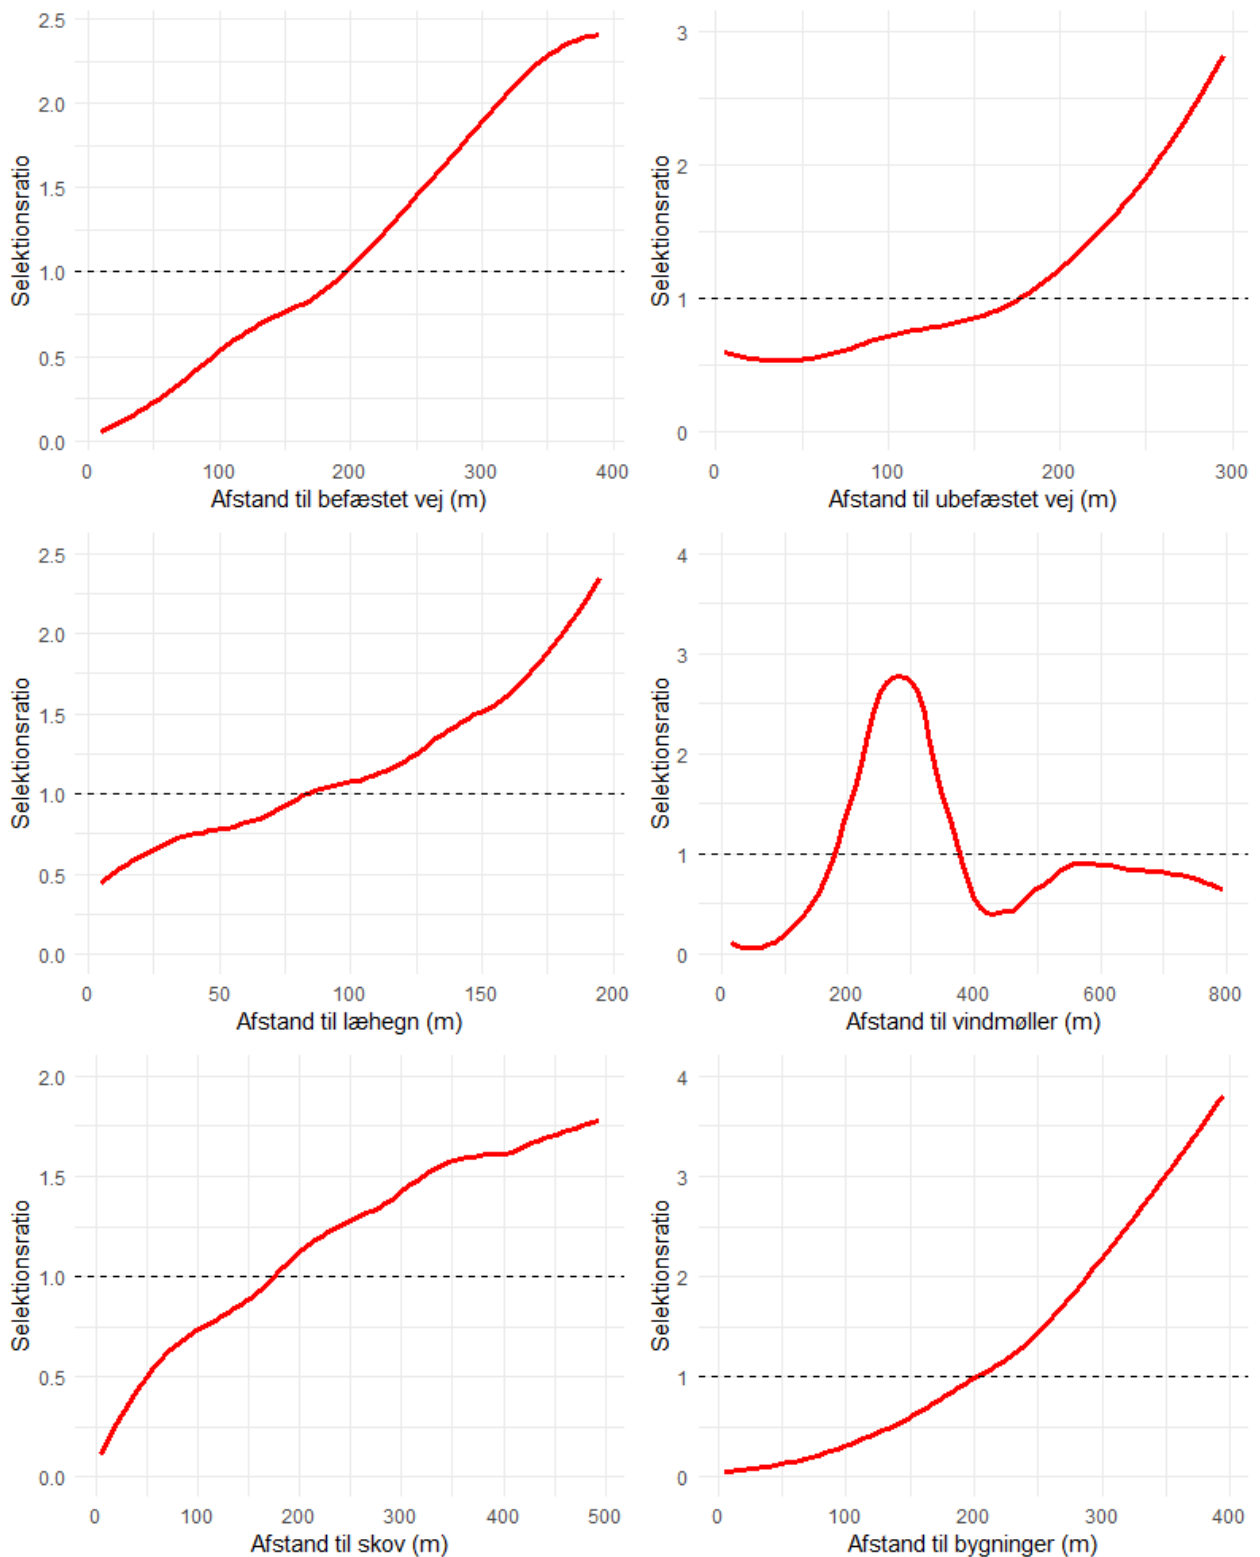 2.5
2.0
1.5
1.0
0.5
0.0
Selektionsratio
0 100 200 300 400
Afstand til befæstet vej (m)
3
2
1
0
Selektionsratio
0 100 200 300
Afstand til ubefæstet vej (m)
2.5
2.0
1.5
1.0
0.5
0.0
Selektionsratio
0 50 100 150 200
Afstand til læhegn (m)
4
3
2
1
0
Selektionsratio
0 200 400 600 800
Afstand til vindmøller (m)
2.0
1.5
1.0
0.5
0.0
Selektionsratio
0 100 200 300 400 500
Afstand til skov (m)
4
3
2
1
0
Selektionsratio
0 100 200 300 400
Afstand til bygninger (m)